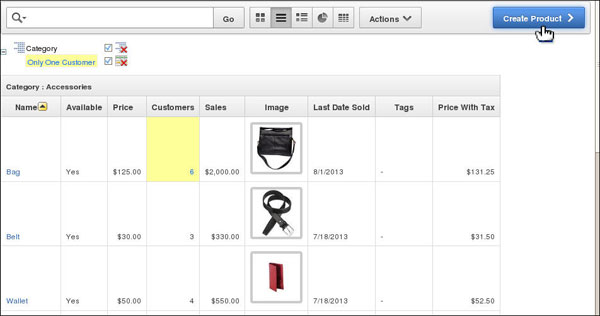 Go Actions Create Product
Category
Only One Customer
Category : Accessories
Name Available Price Customers Sales Image Last Date Sold Tags Price With Tax
Bag Yes $125.00 6 $2,000.00 8/1/2013 - $131.25
Belt Yes $30.00 3 $330.00 7/18/2013 - $31.50
Wallet Yes $50.00 4 $550.00 7/18/2013 - $52.50